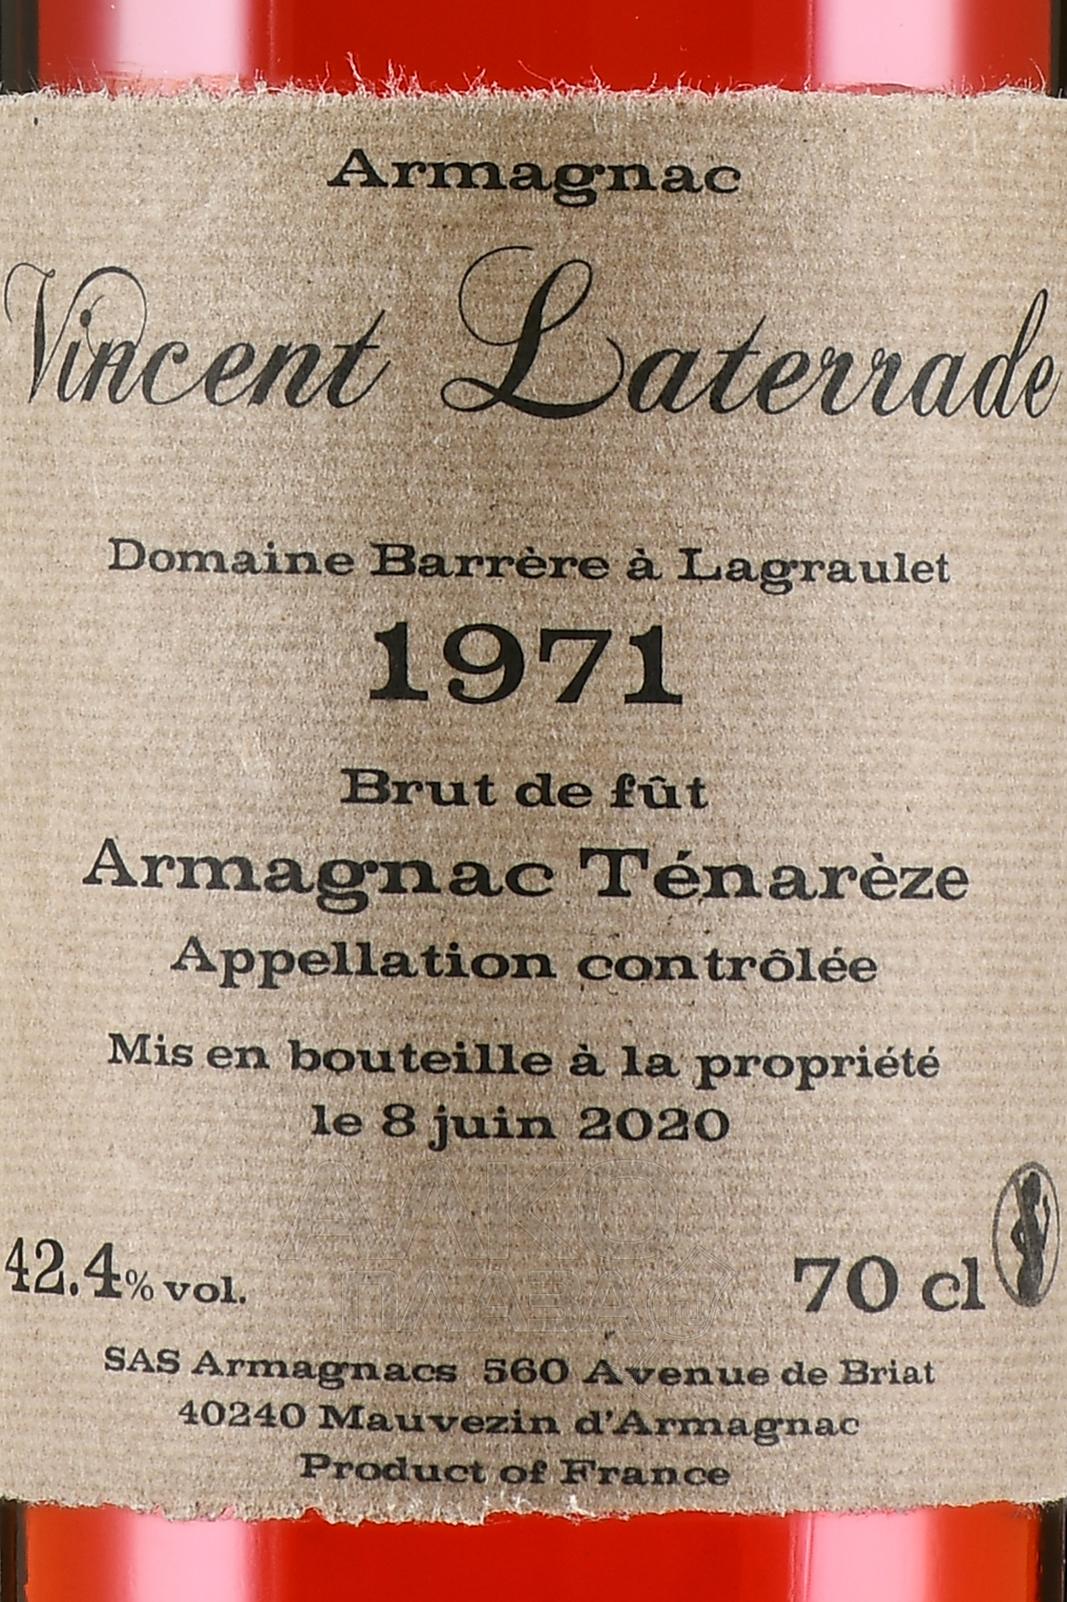 Armagnac
Vincent Laterrade
Domaine Barrère à Lagraulet
1971
Brut de fût
Armagnac Ténarèze
Appellation contrôlée
Mis en bouteille à la propriété
le 8 juin 2020
42.4% vol.
70 cl
SAS Armagnacs 560 Avenue de Briat
40240 Mauvezin d'Armagnac
Product of France